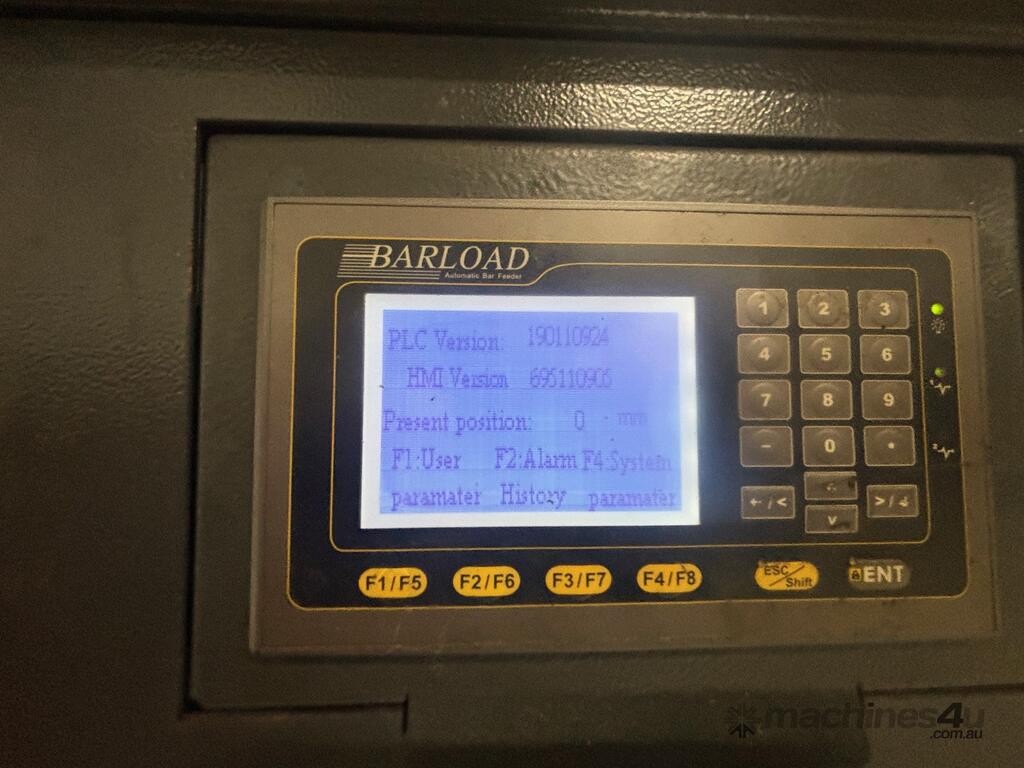 BARLOAD
Automatic Bar Feeder
PLC Version: 190110924
HMI Version 695110905
Present position: 0 mm
F1:User F2:Alarm F4:System
paramater History paramater
1 2 3
4 5 6
7 8 9
- 0
ESC/Shift
ENT
F1/F5 F2/F6 F3/F7 F4/F8
machines4u
.com.au